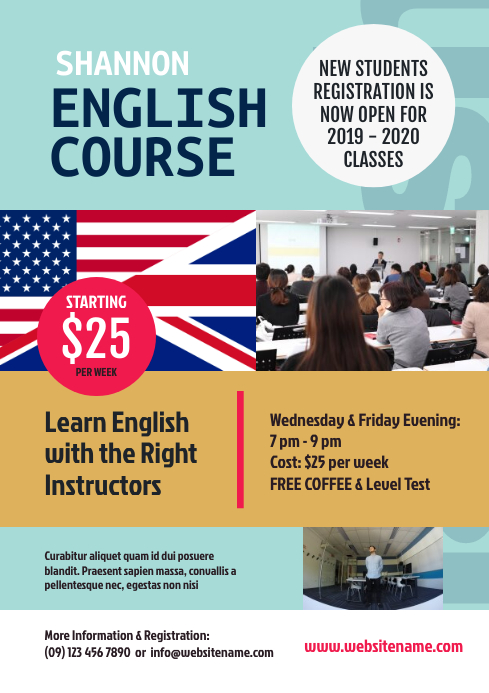 SHANNON
ENGLISH
COURSE
NEW STUDENTS
REGISTRATION IS
NOW OPEN FOR
2019 - 2020
CLASSES
STARTING
$25
PER WEEK
Learn English
with the Right
Instructors
Wednesday & Friday Evening:
7 pm - 9 pm
Cost: $25 per week
FREE COFFEE & Level Test
Curabitur aliquet quam id dui posuere
blandit. Praesent sapien massa, convallis a
pellentesque nec, egestas non nisi
More Information & Registration:
(09) 123 456 7890 or info@websitename.com
www.websitename.com